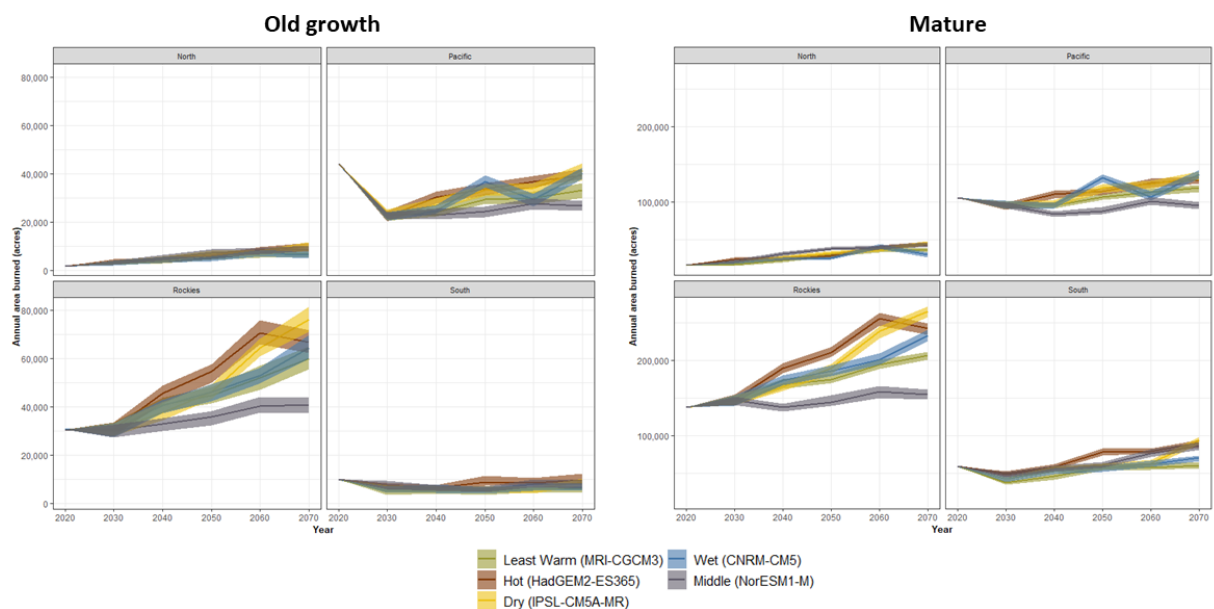 Old growth
Mature
North
Pacific
North
Pacific
80,000
60,000
40,000
20,000
0
200,000
100,000
Annual area burned (acres)
Annual area burned (acres)
Rockies
South
Rockies
South
80,000
60,000
40,000
20,000
0
200,000
100,000
2020 2030 2040 2050 2060 2070 2020 2030 2040 2050 2060 2070
2020 2030 2040 2050 2060 2070 2020 2030 2040 2050 2060 2070
Year
Year
Least Warm (MRI-CGCM3)
Wet (CNRM-CM5)
Hot (HadGEM2-ES365)
Middle (NorESM1-M)
Dry (IPSL-CM5A-MR)